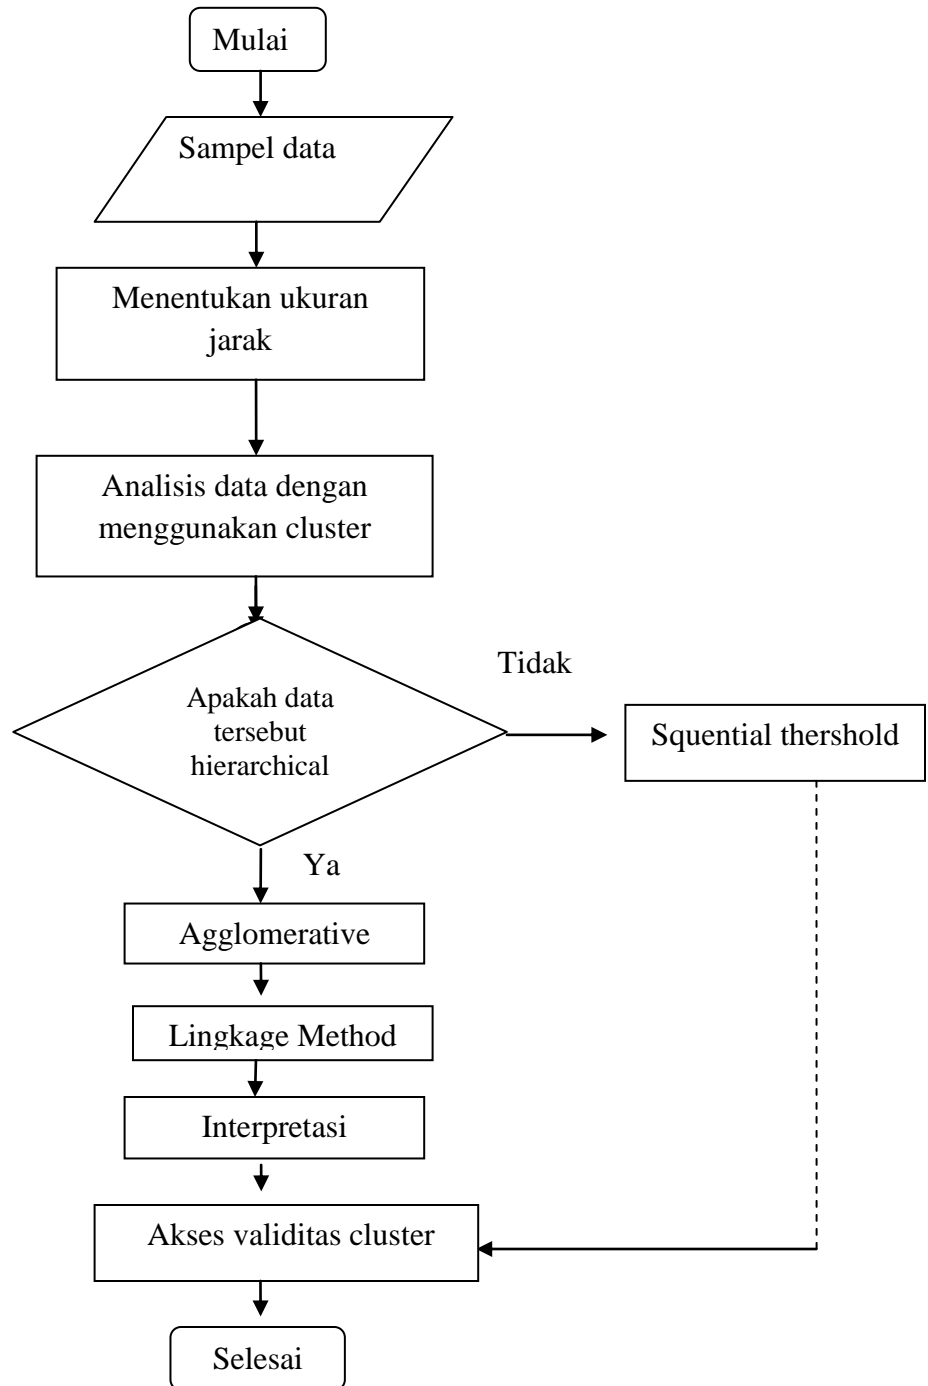 Mulai
Sampel data
Menentukan ukuran
jarak
Analisis data dengan
menggunakan cluster
Tidak
Apakah data
tersebut
hierarchical
Squential thershold
Ya
Agglomerative
Lingkage Method
Interpretasi
Akses validitas cluster
Selesai